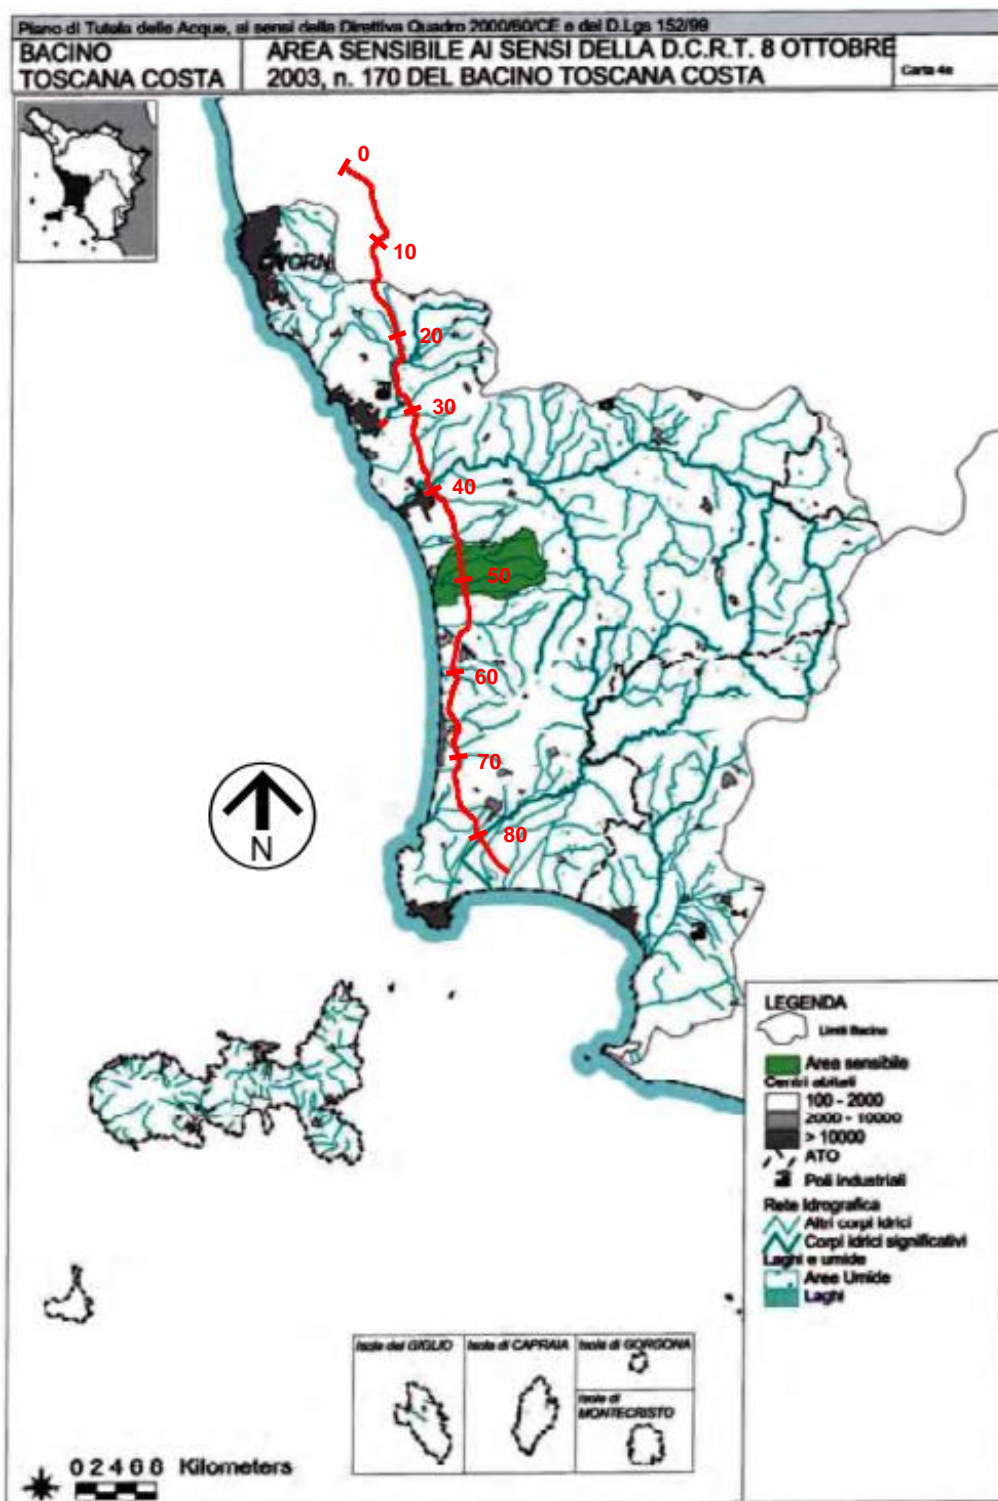 Piano di Tutela delle Acque, ai sensi della Direttiva Quadro 2000/60/CE e del D.Lgs 152/99
BACINO
TOSCANA COSTA
AREA SENSIBILE AI SENSI DELLA D.C.R.T. 8 OTTOBRE
2003, n. 170 DEL BACINO TOSCANA COSTA
Carta 4e
0
10
20
30
40
50
60
70
80
N
LEGENDA
Limiti Bacino
Area sensibile
Centri abitati
100 - 2000
2000 - 10000
> 10000
ATO
Poli industriali
Rete Idrografica
Altri corpi idrici
Corpi idrici significativi
Laghi e umide
Aree Umide
Laghi
Isola del GIGLIO
Isola di CAPRAIA
Isola di GORGONA
Isola di
MONTECRISTO
0 2 4 6 8 Kilometers